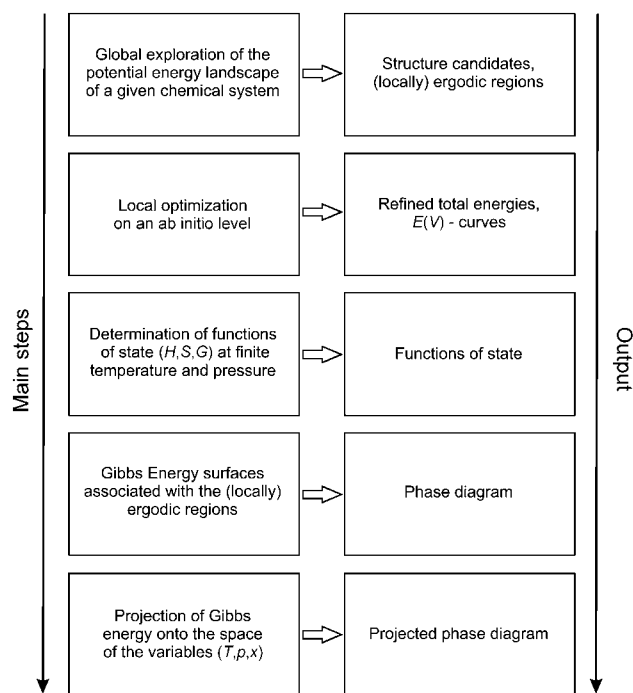 Main steps
Global exploration of the
potential energy landscape
of a given chemical system
Structure candidates,
(locally) ergodic regions
Local optimization
on an ab initio level
Refined total energies,
E(V) - curves
Determination of functions
of state (H,S,G) at finite
temperature and pressure
Functions of state
Gibbs Energy surfaces
associated with the (locally)
ergodic regions
Phase diagram
Projection of Gibbs
energy onto the space
of the variables (T,p,x)
Projected phase diagram
Output